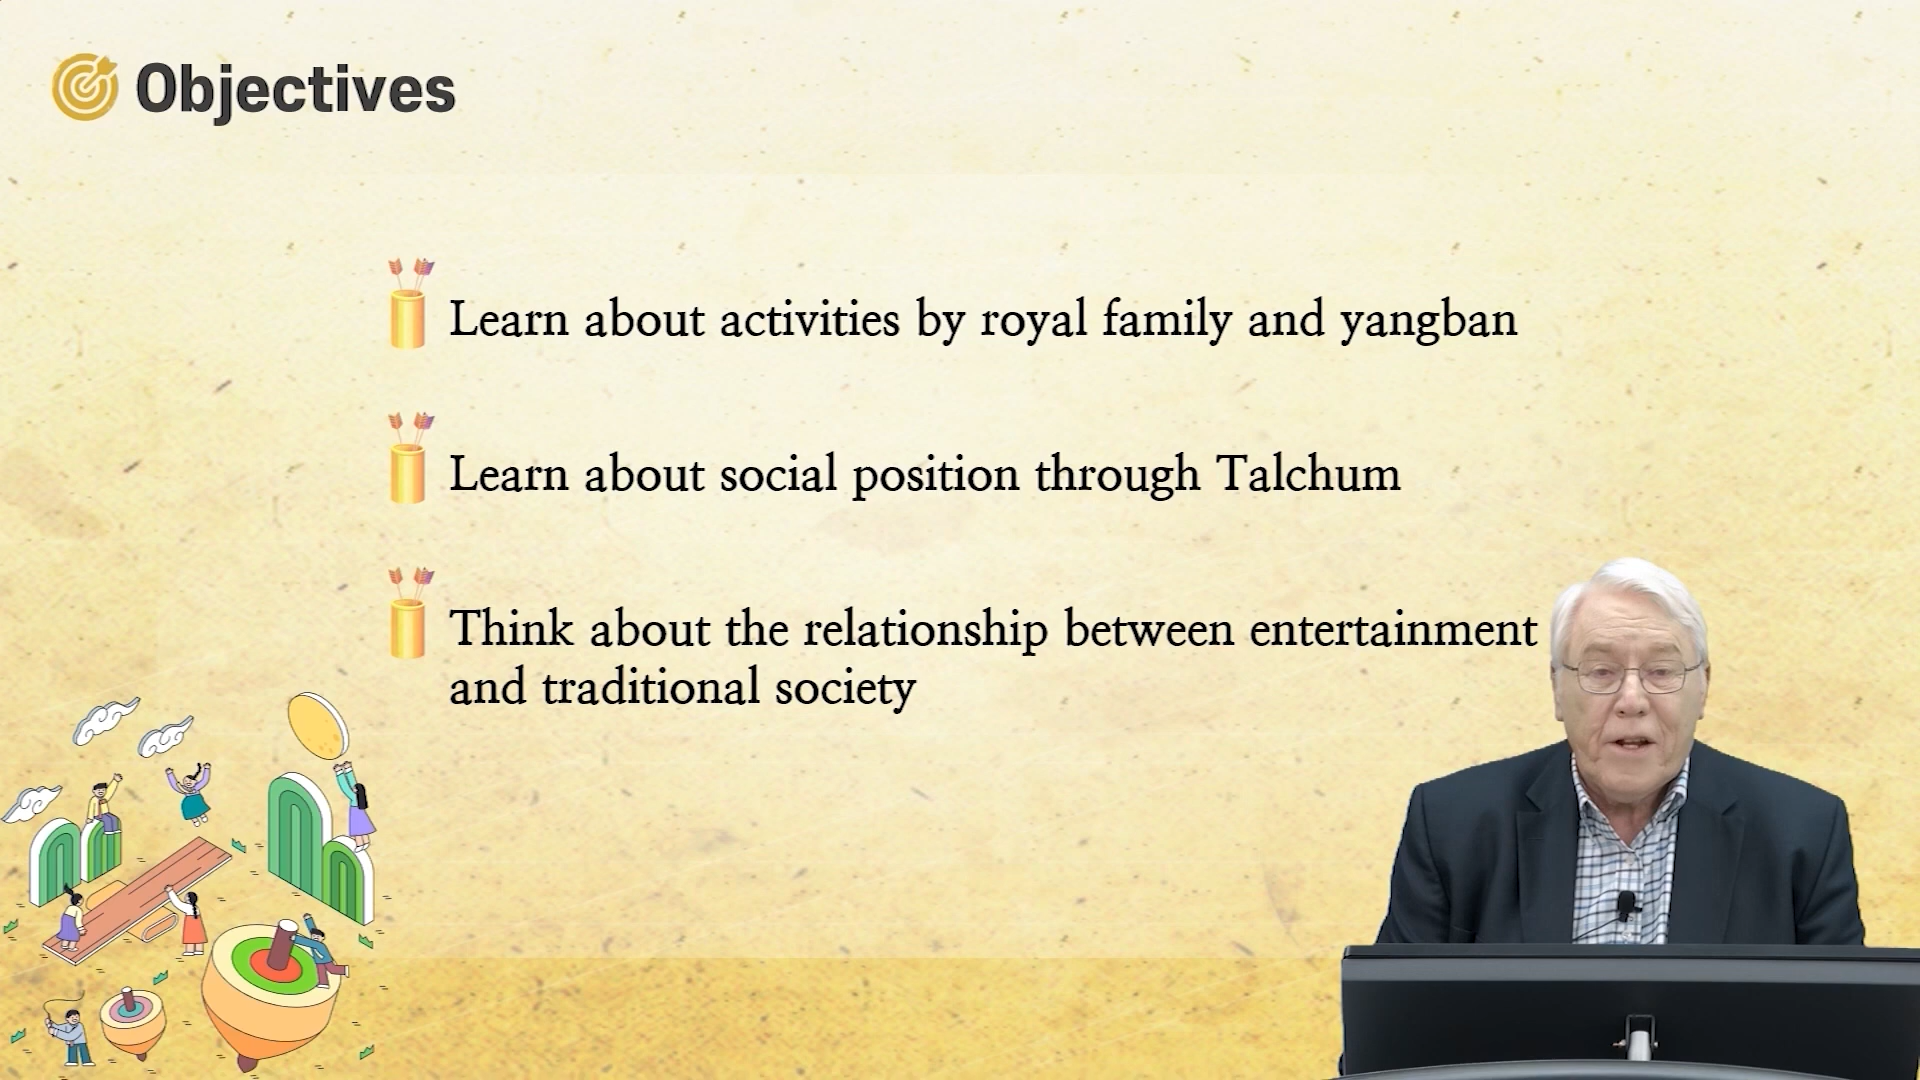 Objectives
Learn about activities by royal family and yangban
Learn about social position through Talchum
Think about the relationship between entertainment
and traditional society